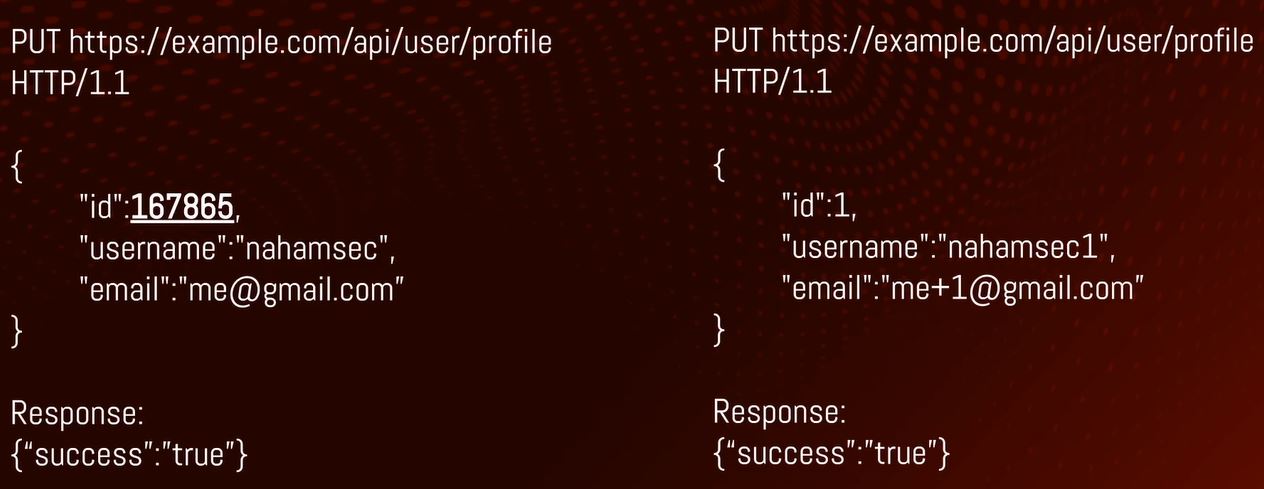 PUT https://example.com/api/user/profile
HTTP/1.1
{
"id":167865,
"username":"nahamsec",
"email":"me@gmail.com"
}
Response:
{“success”:”true”}
PUT https://example.com/api/user/profile
HTTP/1.1
{
"id":1,
"username":"nahamsec1",
"email":"me+1@gmail.com"
}
Response:
{“success”:”true”}